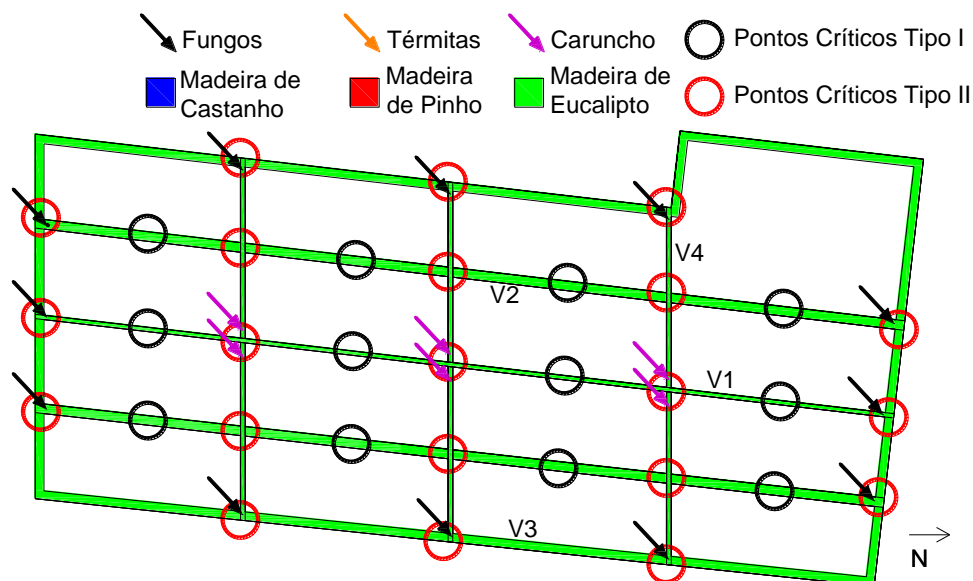 Fungos
Térmitas
Caruncho
Pontos Críticos Tipo I
Madeira de
Castanho
Madeira
de Pinho
Madeira de
Eucalipto
Pontos Críticos Tipo II
V4
V2
V1
V3
N